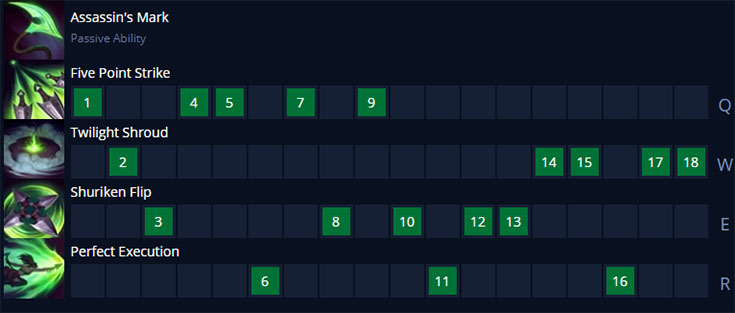 Assassin's Mark
Passive Ability
Five Point Strike
1 4 5 7 9 Q
Twilight Shroud
2 14 15 17 18 W
Shuriken Flip
3 8 10 12 13 E
Perfect Execution
6 11 16 R